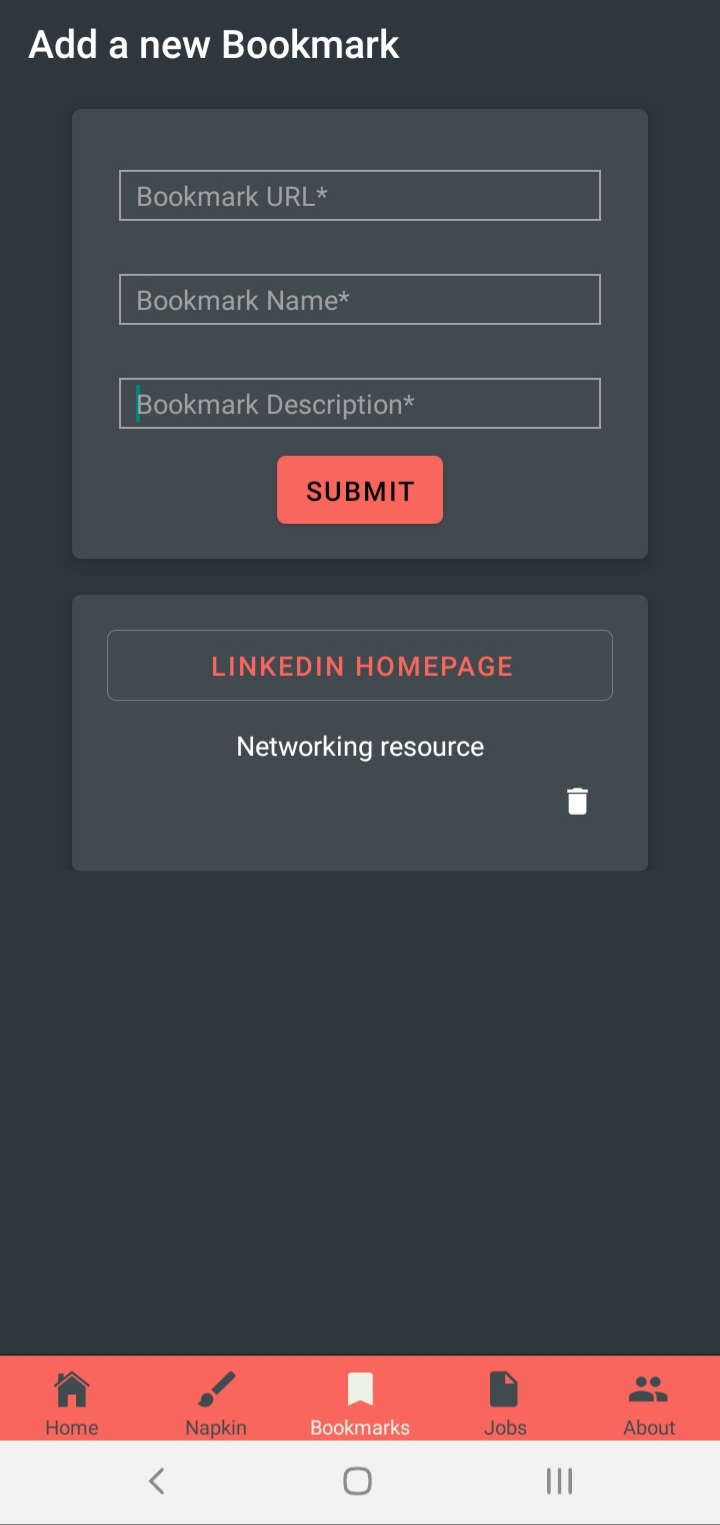 Add a new Bookmark
Bookmark URL*
Bookmark Name*
Bookmark Description*
SUBMIT
LINKEDIN HOMEPAGE
Networking resource
Home
Napkin
Bookmarks
Jobs
About